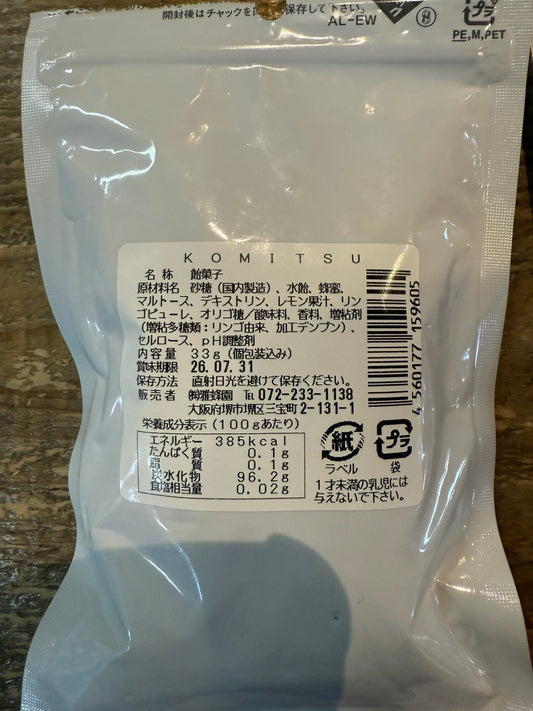 開封後はチャックを
保存して下さい。
AL-EW
プラ
PE,M,PET
KOMITSU
名称 飴菓子
原材料名 砂糖（国内製造）、水飴、蜂蜜、
マルトース、デキストリン、レモン果汁、リン
ゴピューレ、オリゴ糖／酸味料、香料、増粘剤
（増粘多糖類：リンゴ由来、加工デンプン）、
セルロース、pH調整剤
内容量 33g（個包装込み）
賞味期限 26.07.31
保存方法 直射日光を避けて保存ください。
販売者 ㈱雅蜂園 ℡072-233-1138
大阪府堺市堺区三宝町2-131-1
栄養成分表示（100gあたり）
エネルギー 385kcal
たんぱく質 0.1g
脂質 0.1g
炭水化物 96.2g
食塩相当量 0.02g
4 560177 159605
紙
ラベル
プラ
袋
1才未満の乳児には
与えないで下さい。